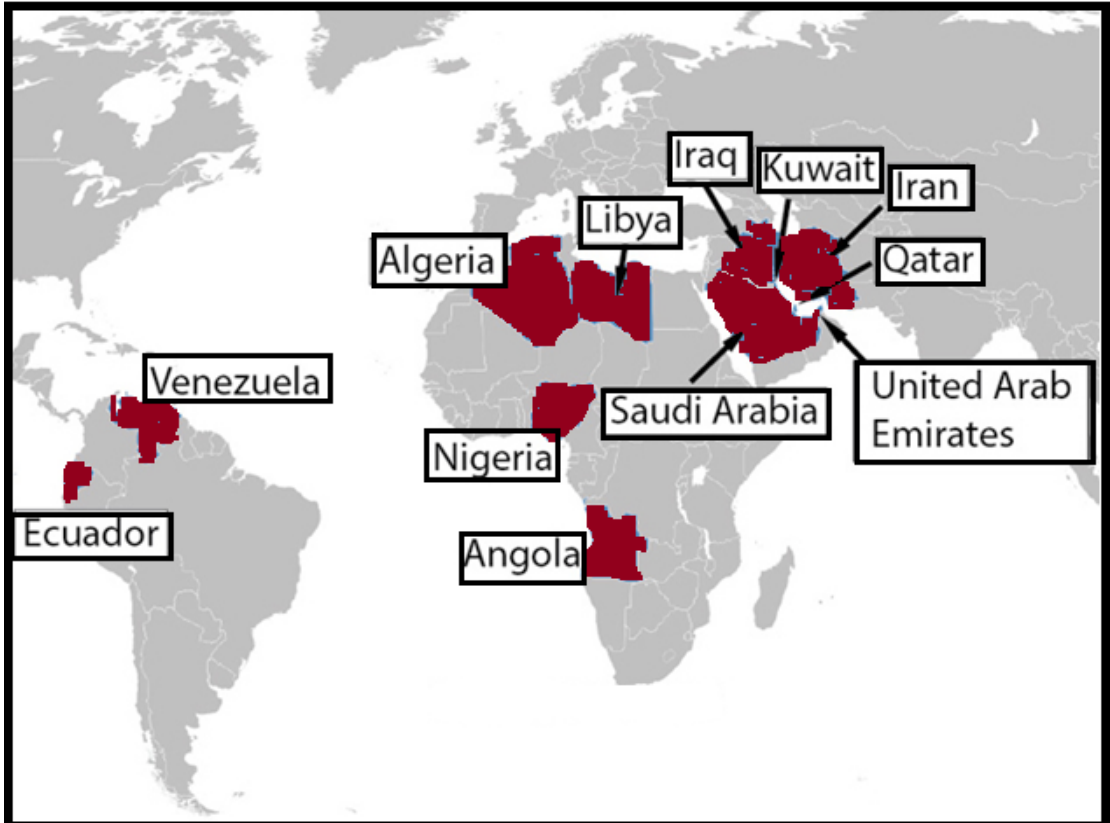 Iraq
Kuwait
Iran
Libya
Algeria
Qatar
Venezuela
Saudi Arabia
United Arab
Emirates
Nigeria
Ecuador
Angola